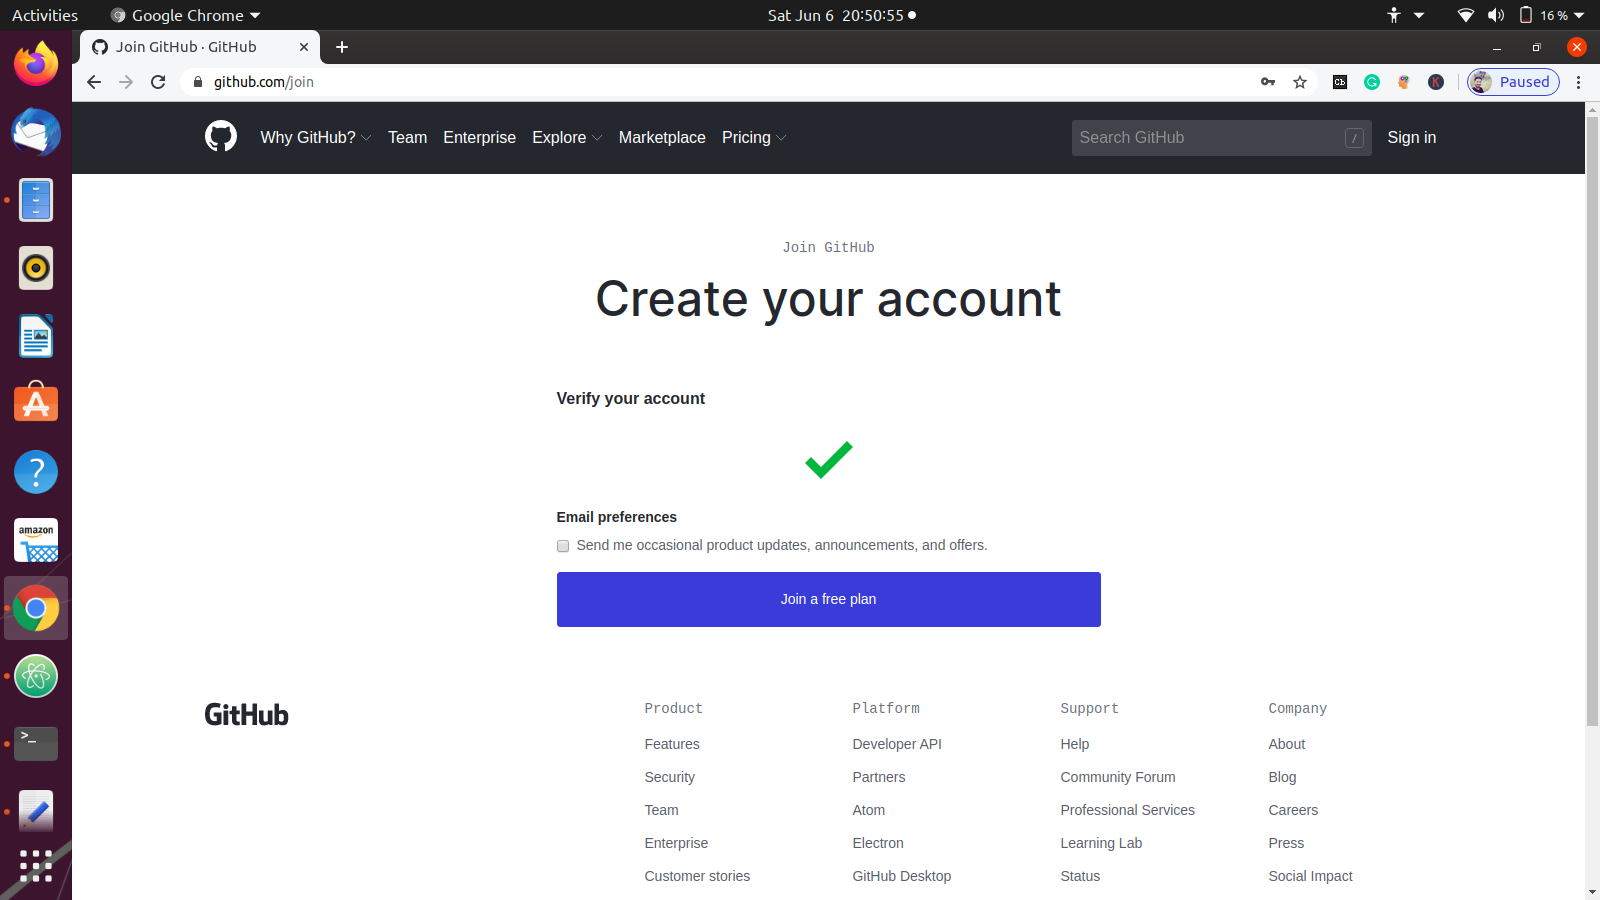 Activities
Google Chrome
Sat Jun 6 20:50:55
16 %
Join GitHub · GitHub
github.com/join
Cb
G
K
Paused
Why GitHub?
Team
Enterprise
Explore
Marketplace
Pricing
Search GitHub
/
Sign in
Join GitHub
Create your account
Verify your account
Email preferences
Send me occasional product updates, announcements, and offers.
Join a free plan
amazon
>_
GitHub
Product
Features
Security
Team
Enterprise
Customer stories
Platform
Developer API
Partners
Atom
Electron
GitHub Desktop
Support
Help
Community Forum
Professional Services
Learning Lab
Status
Company
About
Blog
Careers
Press
Social Impact